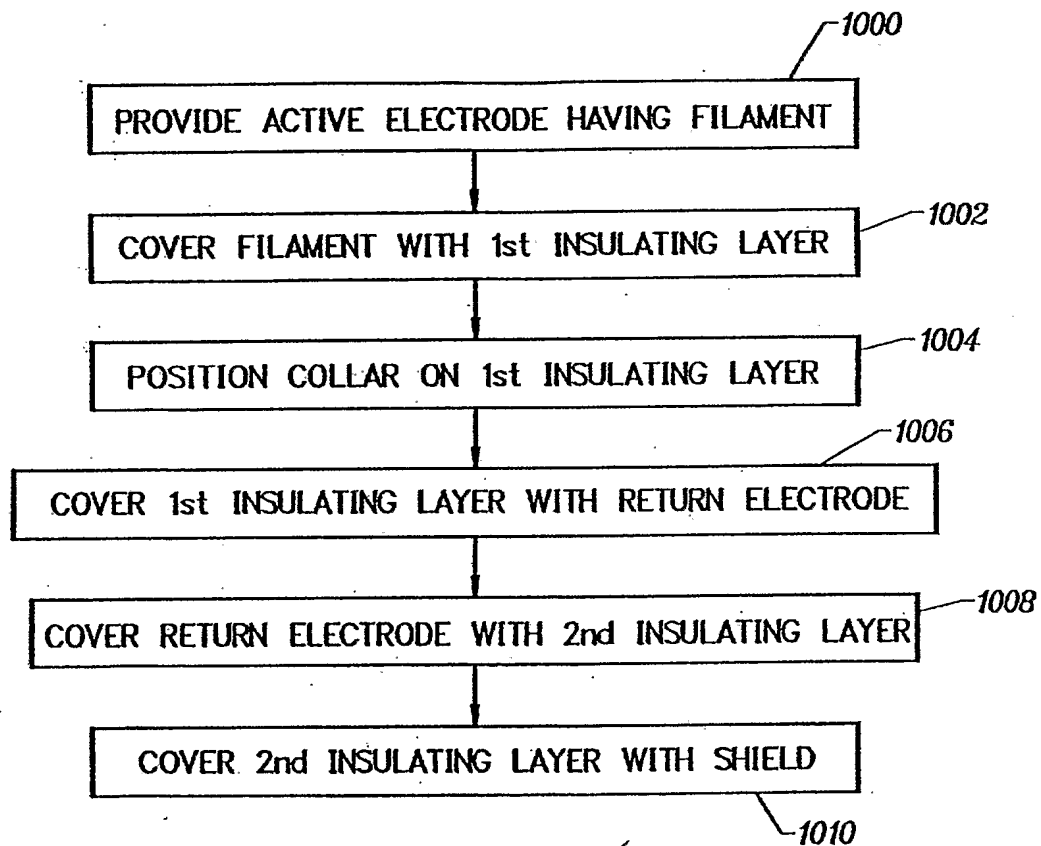 1000
PROVIDE ACTIVE ELECTRODE HAVING FILAMENT
1002
COVER FILAMENT WITH 1st INSULATING LAYER
1004
POSITION COLLAR ON 1st INSULATING LAYER
1006
COVER 1st INSULATING LAYER WITH RETURN ELECTRODE
1008
COVER RETURN ELECTRODE WITH 2nd INSULATING LAYER
COVER 2nd INSULATING LAYER WITH SHIELD
1010